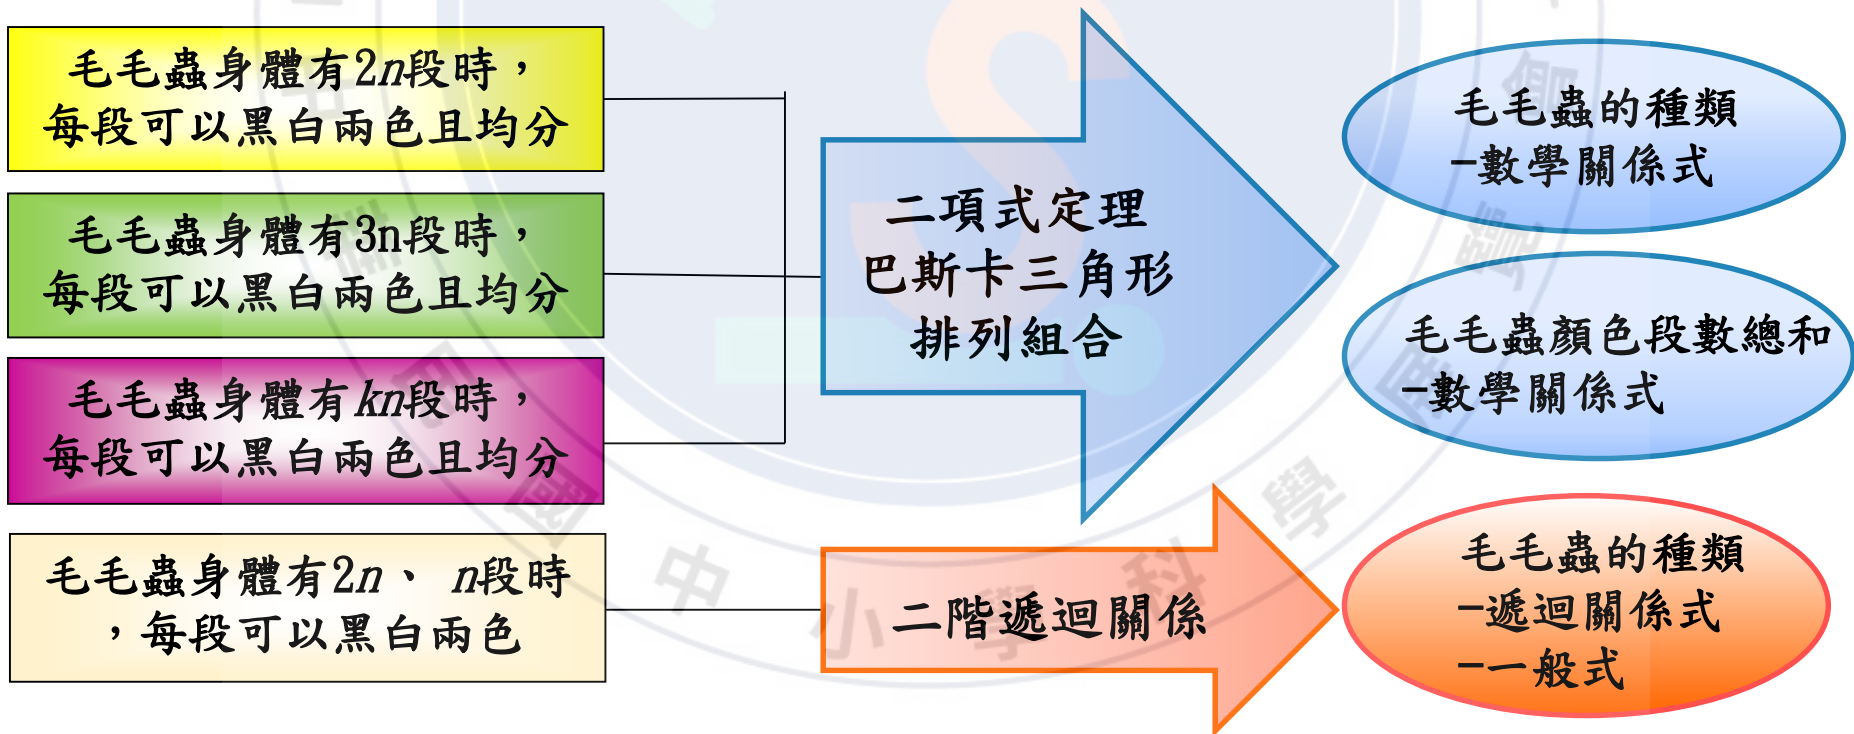 毛毛蟲身體有2n段時，
每段可以黑白兩色且均分
毛毛蟲身體有3n段時，
每段可以黑白兩色且均分
毛毛蟲身體有kn段時，
每段可以黑白兩色且均分
毛毛蟲身體有2n、 n段時
，每段可以黑白兩色
二項式定理
巴斯卡三角形
排列組合
二階遞迴關係
毛毛蟲的種類
-數學關係式
毛毛蟲顏色段數總和
-數學關係式
毛毛蟲的種類
-遞迴關係式
-一般式
國 中 小 學 科 學